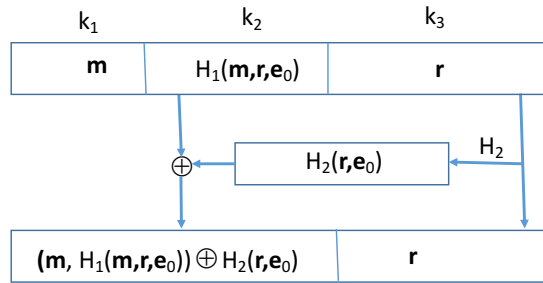 k₁ k₂ k₃
m H₁(m,r,e₀) r
H₂
⊕ H₂(r,e₀)
(m, H₁(m,r,e₀)) ⊕ H₂(r,e₀) r